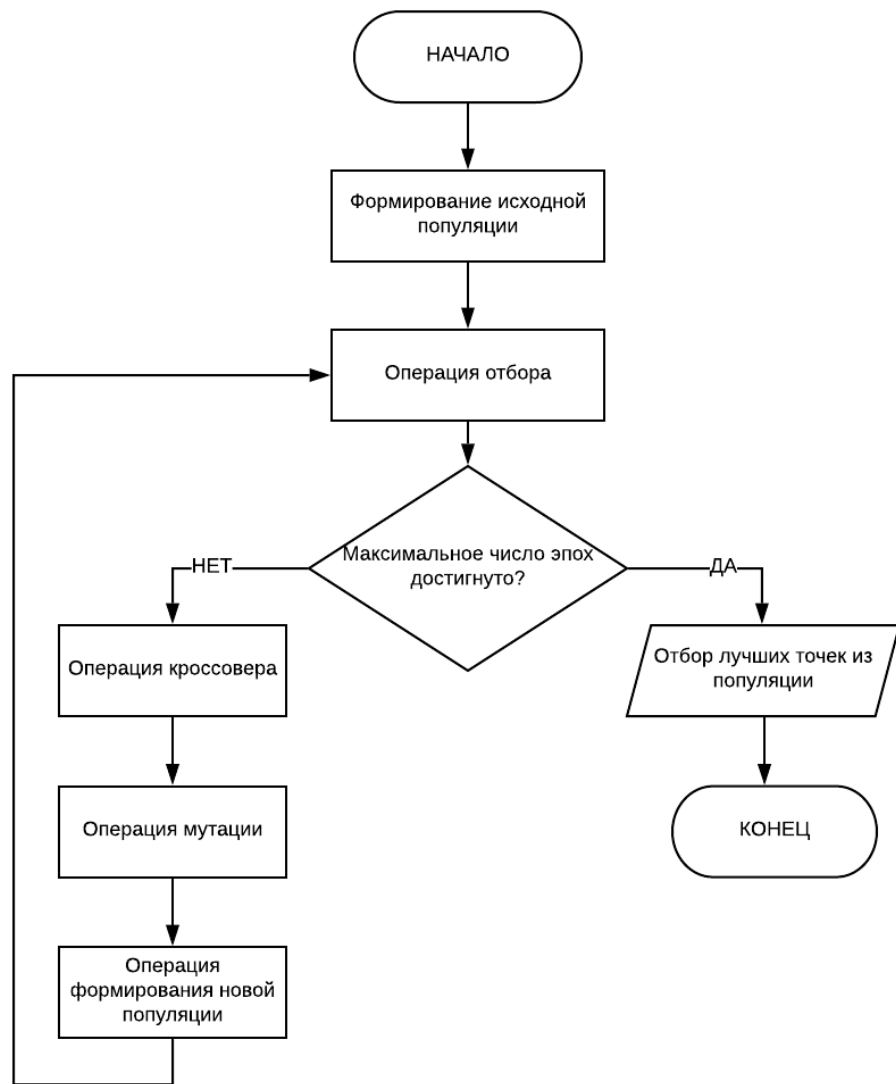 НАЧАЛО
Формирование исходной
популяции
Операция отбора
Максимальное число эпох
достигнуто?
НЕТ
ДА
Операция кроссовера
Отбор лучших точек из
популяции
Операция мутации
КОНЕЦ
Операция
формирования новой
популяции